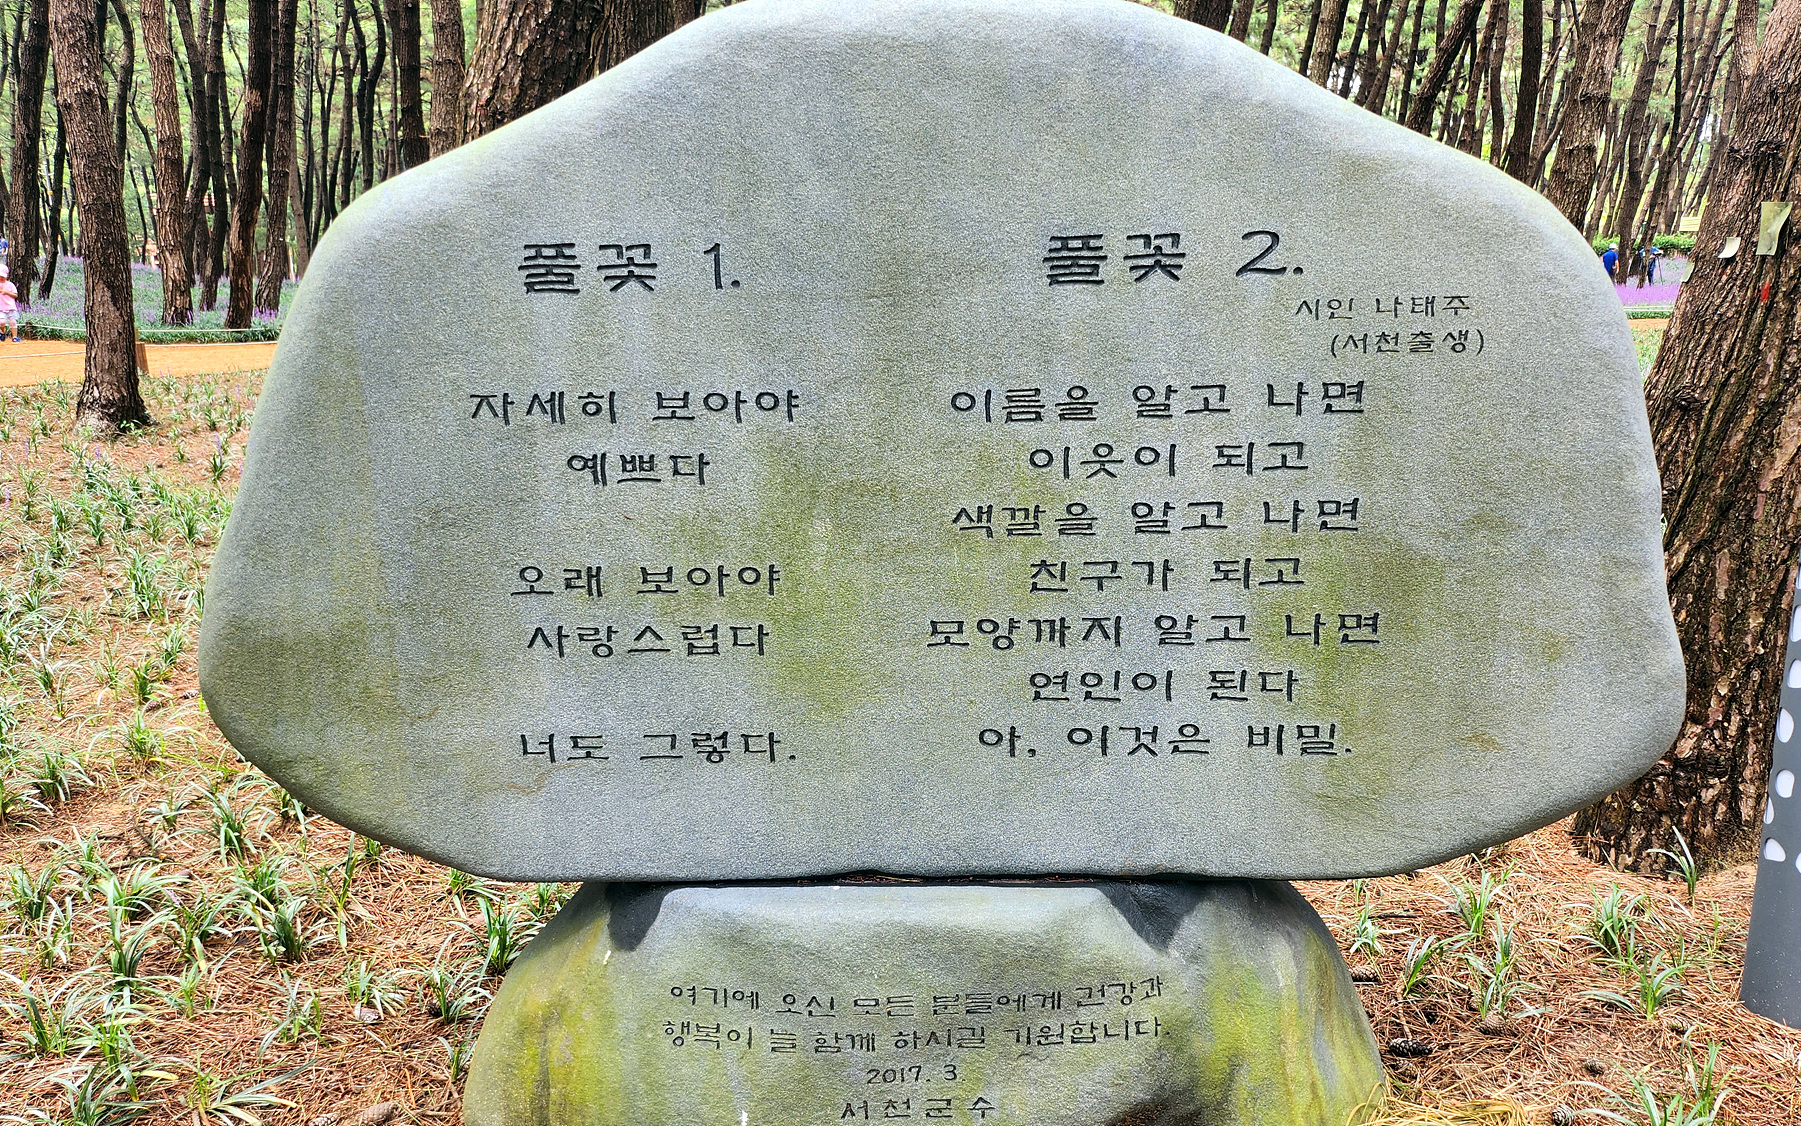 풀꽃 1.
자세히 보아야
예쁘다
오래 보아야
사랑스럽다
너도 그렇다.
풀꽃 2.
시인 나태주
(서천출생)
이름을 알고 나면
이웃이 되고
색깔을 알고 나면
친구가 되고
모양까지 알고 나면
연인이 된다
아, 이것은 비밀.
여기에 오신 모든 분들에게 건강과
행복이 늘 함께 하시길 기원합니다.
2017. 3.
서천군수